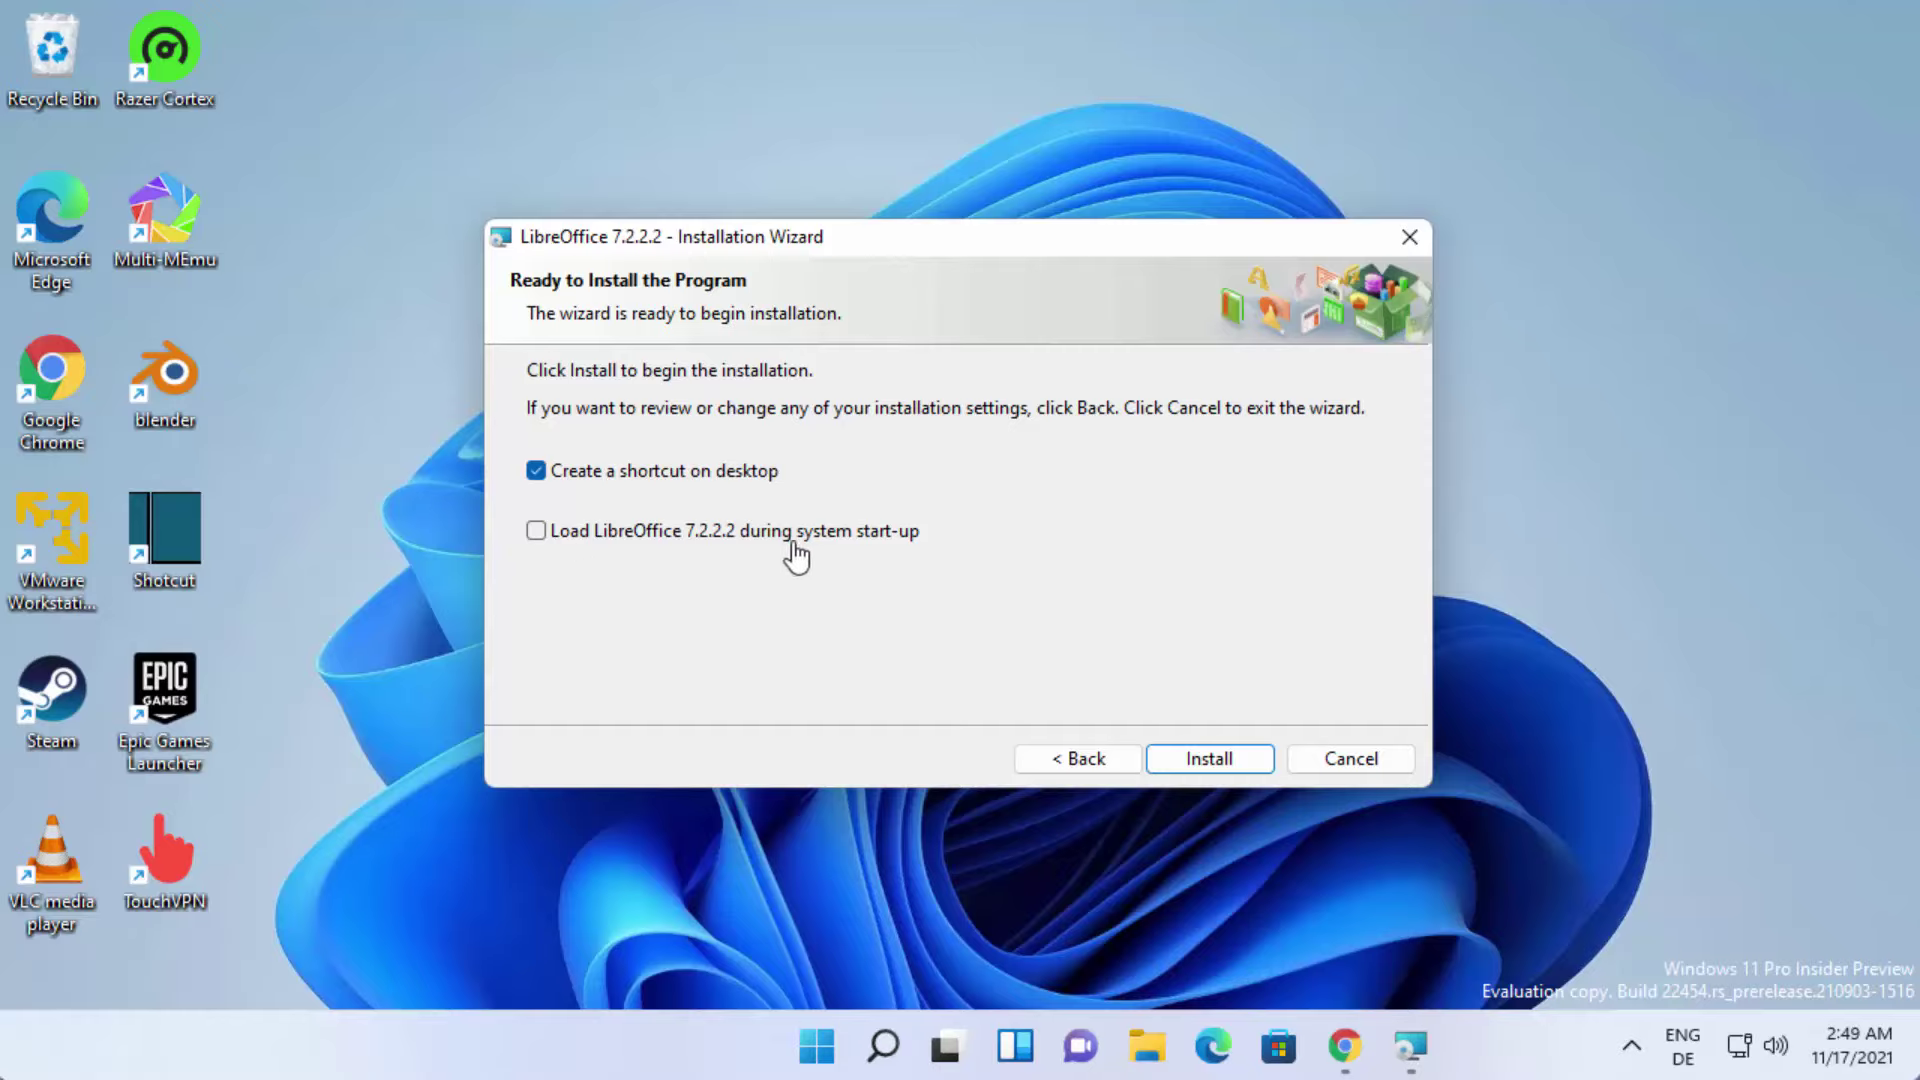 Recycle Bin
Razer Cortex
Microsoft
Edge
Multi-MEmu
Google
Chrome
blender
VMware
Workstati...
Shotcut
Steam
EPIC
GAMES
Epic Games
Launcher
VLC media
player
TouchVPN
LibreOffice 7.2.2.2 - Installation Wizard
Ready to Install the Program
The wizard is ready to begin installation.
Click Install to begin the installation.
If you want to review or change any of your installation settings, click Back. Click Cancel to exit the wizard.
Create a shortcut on desktop
Load LibreOffice 7.2.2.2 during system start-up
< Back
Install
Cancel
Windows 11 Pro Insider Preview
Evaluation copy. Build 22454.rs_prerelease.210903-1516
ENG
DE
2:49 AM
11/17/2021